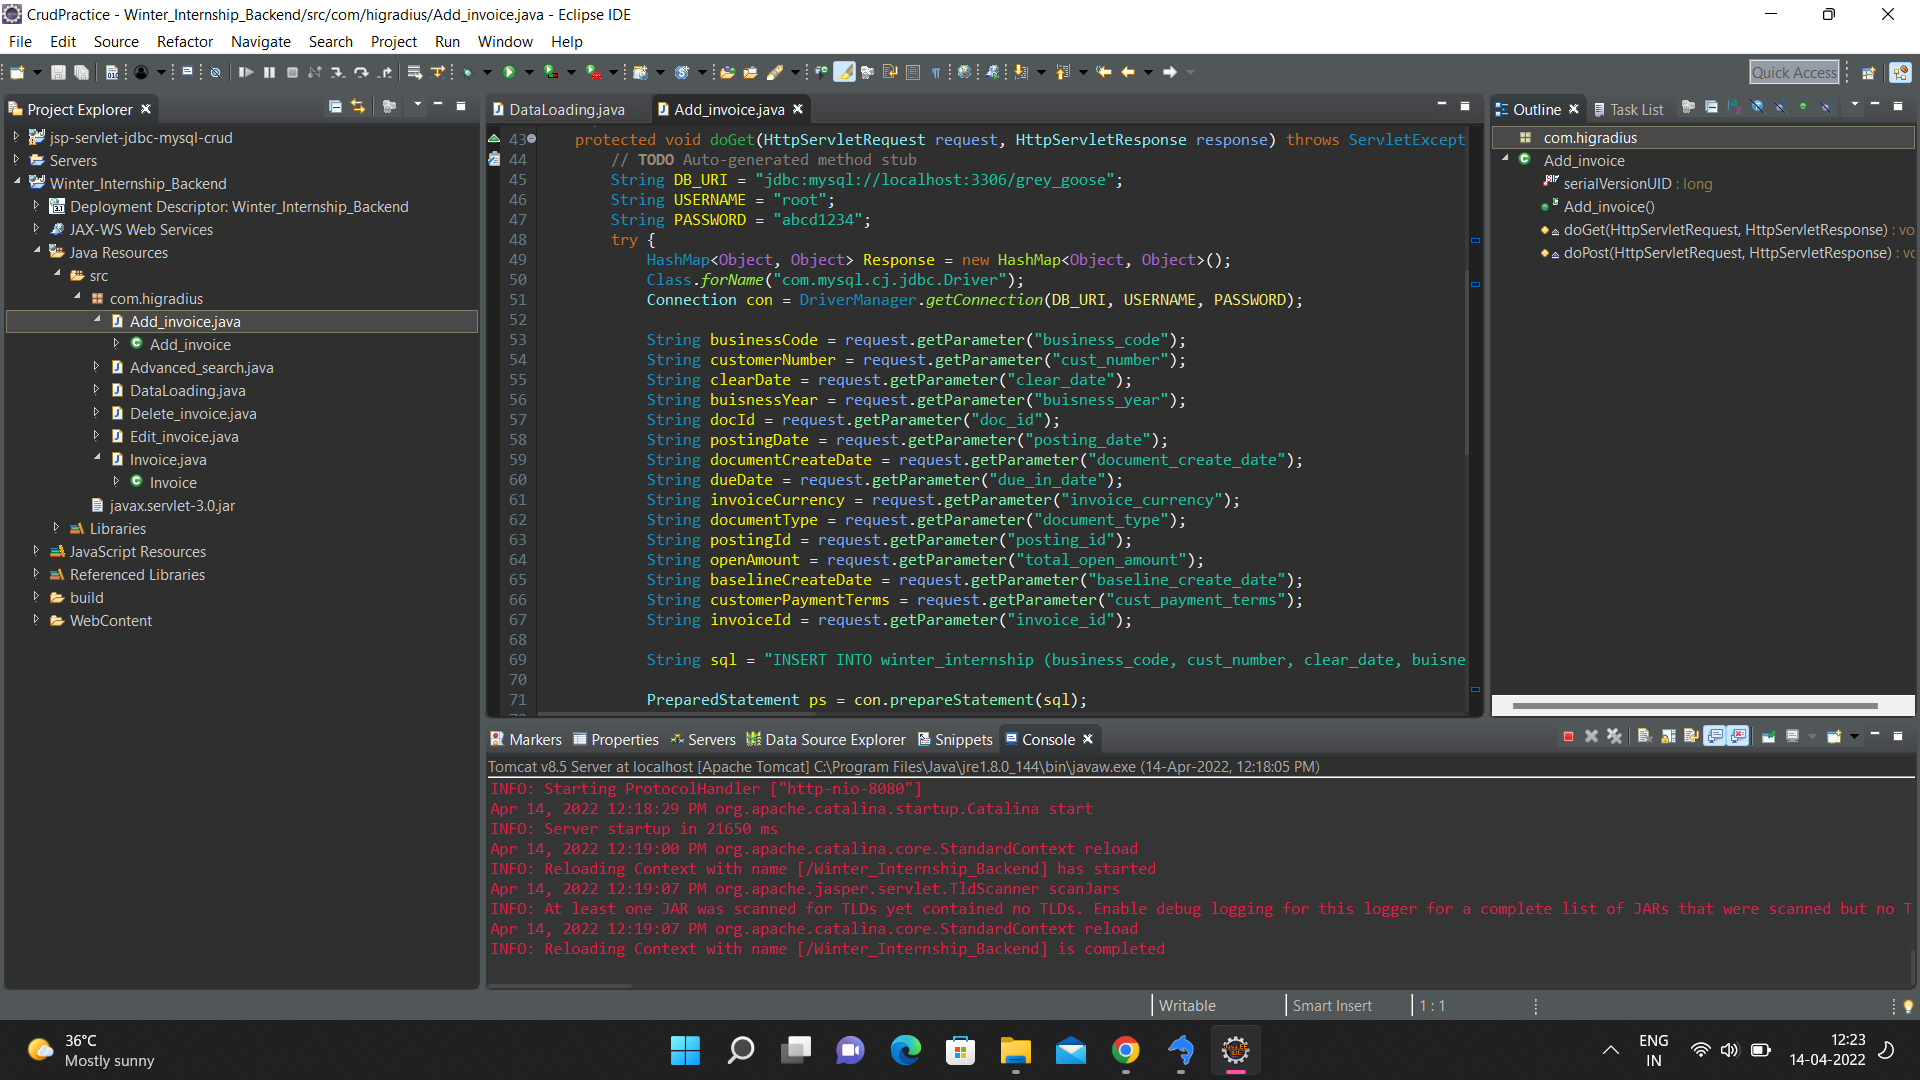 CrudPractice - Winter_Internship_Backend/src/com/higradius/Add_invoice.java - Eclipse IDE
File Edit Source Refactor Navigate Search Project Run Window Help
Quick Access
Project Explorer
jsp-servlet-jdbc-mysql-crud
Servers
Winter_Internship_Backend
Deployment Descriptor: Winter_Internship_Backend
JAX-WS Web Services
Java Resources
src
com.higradius
Add_invoice.java
Add_invoice
Advanced_search.java
DataLoading.java
Delete_invoice.java
Edit_invoice.java
Invoice.java
Invoice
javax.servlet-3.0.jar
Libraries
JavaScript Resources
Referenced Libraries
build
WebContent
DataLoading.java Add_invoice.java
43 protected void doGet(HttpServletRequest request, HttpServletResponse response) throws ServletExcept
44 // TODO Auto-generated method stub
45 String DB_URI = "jdbc:mysql://localhost:3306/grey_goose";
46 String USERNAME = "root";
47 String PASSWORD = "abcd1234";
48 try {
49 HashMap<Object, Object> Response = new HashMap<Object, Object>();
50 Class.forName("com.mysql.cj.jdbc.Driver");
51 Connection con = DriverManager.getConnection(DB_URI, USERNAME, PASSWORD);
52
53 String businessCode = request.getParameter("business_code");
54 String customerNumber = request.getParameter("cust_number");
55 String clearDate = request.getParameter("clear_date");
56 String buisnessYear = request.getParameter("buisness_year");
57 String docId = request.getParameter("doc_id");
58 String postingDate = request.getParameter("posting_date");
59 String documentCreateDate = request.getParameter("document_create_date");
60 String dueDate = request.getParameter("due_in_date");
61 String invoiceCurrency = request.getParameter("invoice_currency");
62 String documentType = request.getParameter("document_type");
63 String postingId = request.getParameter("posting_id");
64 String openAmount = request.getParameter("total_open_amount");
65 String baselineCreateDate = request.getParameter("baseline_create_date");
66 String customerPaymentTerms = request.getParameter("cust_payment_terms");
67 String invoiceId = request.getParameter("invoice_id");
68
69 String sql = "INSERT INTO winter_internship (business_code, cust_number, clear_date, buisne
70
71 PreparedStatement ps = con.prepareStatement(sql);
Outline Task List
com.higradius
Add_invoice
serialVersionUID : long
Add_invoice()
doGet(HttpServletRequest, HttpServletResponse) : vo
doPost(HttpServletRequest, HttpServletResponse) : vc
Markers Properties Servers Data Source Explorer Snippets Console
Tomcat v8.5 Server at localhost [Apache Tomcat] C:\Program Files\Java\jre1.8.0_144\bin\javaw.exe (14-Apr-2022, 12:18:05 PM)
INFO: Starting ProtocolHandler ["http-nio-8080"]
Apr 14, 2022 12:18:29 PM org.apache.catalina.startup.Catalina start
INFO: Server startup in 21650 ms
Apr 14, 2022 12:19:00 PM org.apache.catalina.core.StandardContext reload
INFO: Reloading Context with name [/Winter_Internship_Backend] has started
Apr 14, 2022 12:19:07 PM org.apache.jasper.servlet.TldScanner scanJars
INFO: At least one JAR was scanned for TLDs yet contained no TLDs. Enable debug logging for this logger for a complete list of JARs that were scanned but no T
Apr 14, 2022 12:19:07 PM org.apache.catalina.core.StandardContext reload
INFO: Reloading Context with name [/Winter_Internship_Backend] is completed
Writable Smart Insert 1 : 1
36°C
Mostly sunny
ENG
IN
12:23
14-04-2022